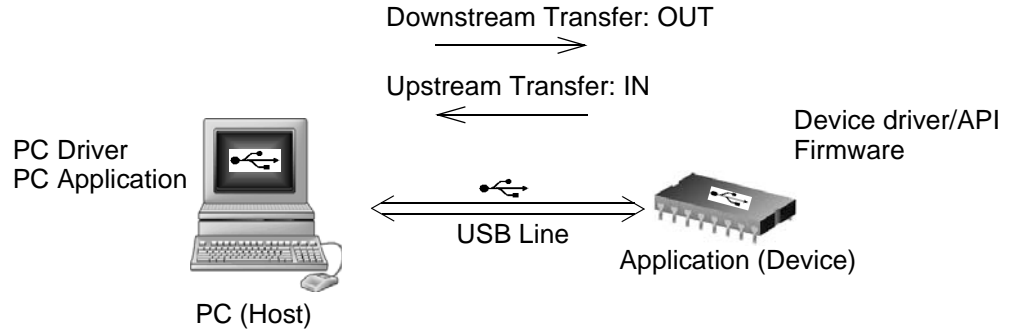 Downstream Transfer: OUT
Upstream Transfer: IN
Device driver/API
Firmware
PC Driver
PC Application
USB Line
Application (Device)
PC (Host)